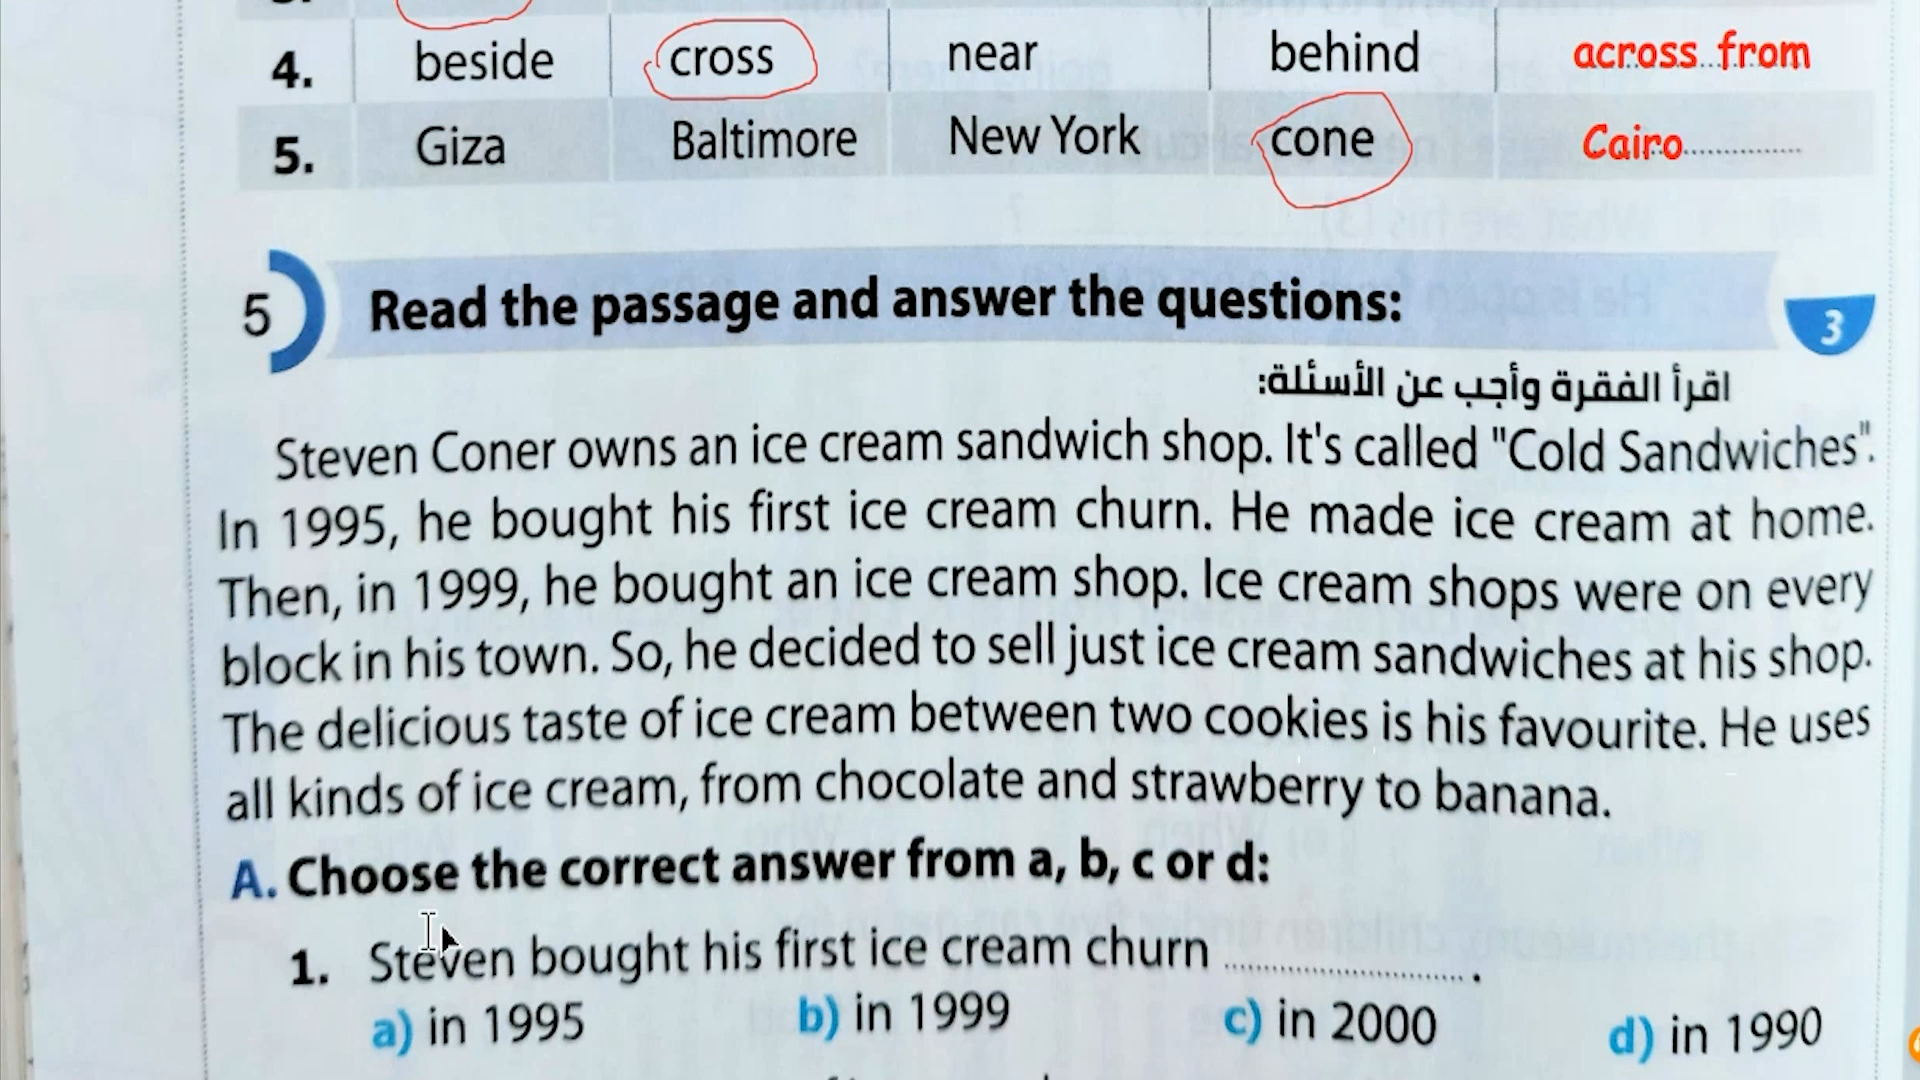 4. beside cross near behind across from
5. Giza Baltimore New York cone Cairo
5 Read the passage and answer the questions: 3
اقرأ الفقرة وأجب عن الأسئلة:
Steven Coner owns an ice cream sandwich shop. It's called "Cold Sandwiches".
In 1995, he bought his first ice cream churn. He made ice cream at home.
Then, in 1999, he bought an ice cream shop. Ice cream shops were on every
block in his town. So, he decided to sell just ice cream sandwiches at his shop.
The delicious taste of ice cream between two cookies is his favourite. He uses
all kinds of ice cream, from chocolate and strawberry to banana.
A. Choose the correct answer from a, b, c or d:
1. Steven bought his first ice cream churn .................................. .
a) in 1995 b) in 1999 c) in 2000 d) in 1990